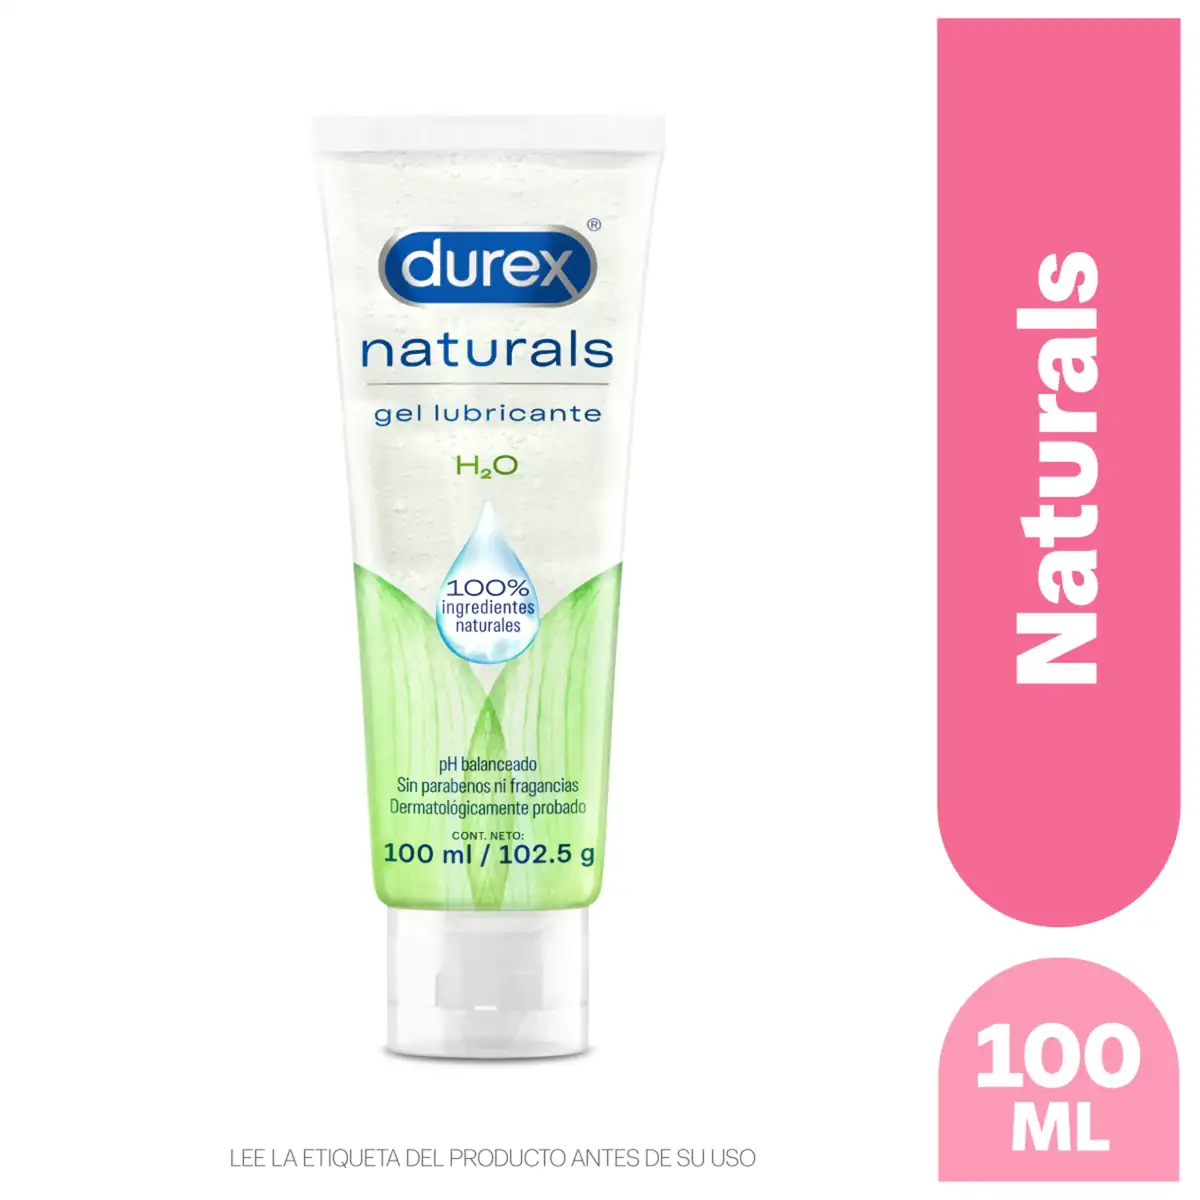 durex®
naturals
gel lubricante
H₂O
100%
ingredientes
naturales
pH balanceado
Sin parabenos ni fragancias
Dermatológicamente probado
CONT. NETO:
100 ml / 102.5 g
Naturals
100
ML
LEE LA ETIQUETA DEL PRODUCTO ANTES DE SU USO